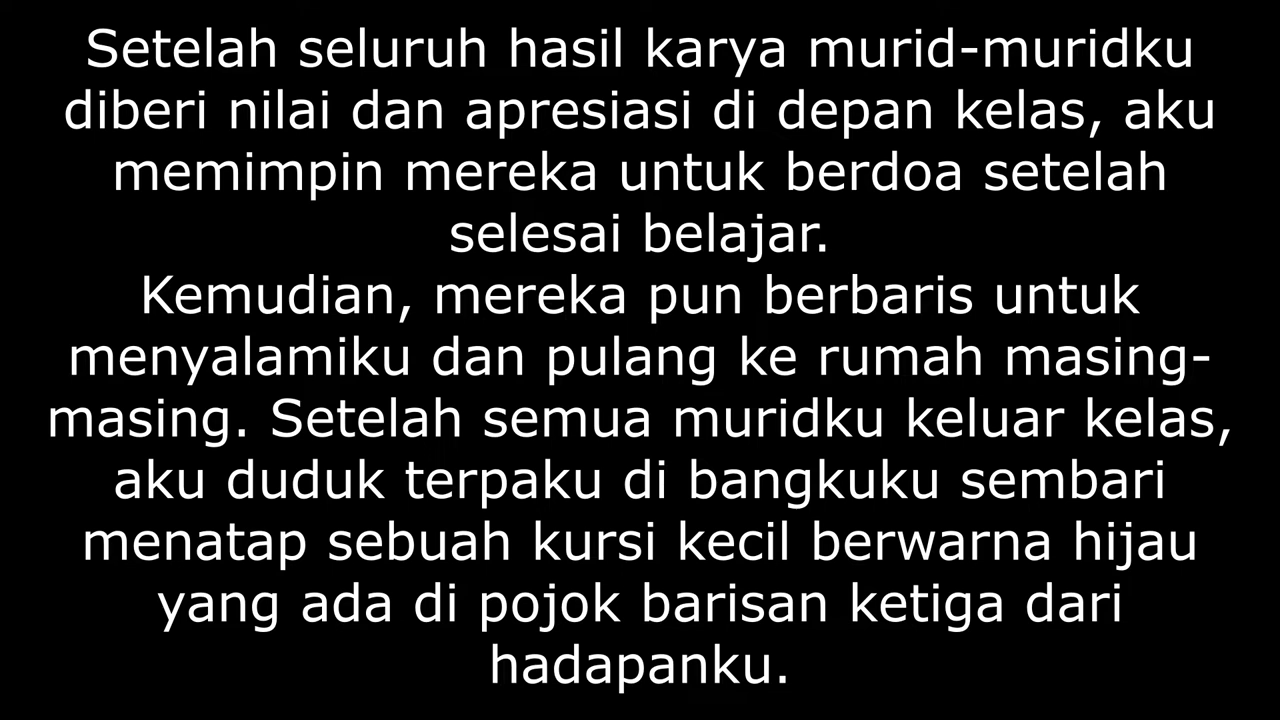 Setelah seluruh hasil karya murid-muridku
diberi nilai dan apresiasi di depan kelas, aku
memimpin mereka untuk berdoa setelah
selesai belajar.
Kemudian, mereka pun berbaris untuk
menyalamiku dan pulang ke rumah masing-
masing. Setelah semua muridku keluar kelas,
aku duduk terpaku di bangkuku sembari
menatap sebuah kursi kecil berwarna hijau
yang ada di pojok barisan ketiga dari
hadapanku.